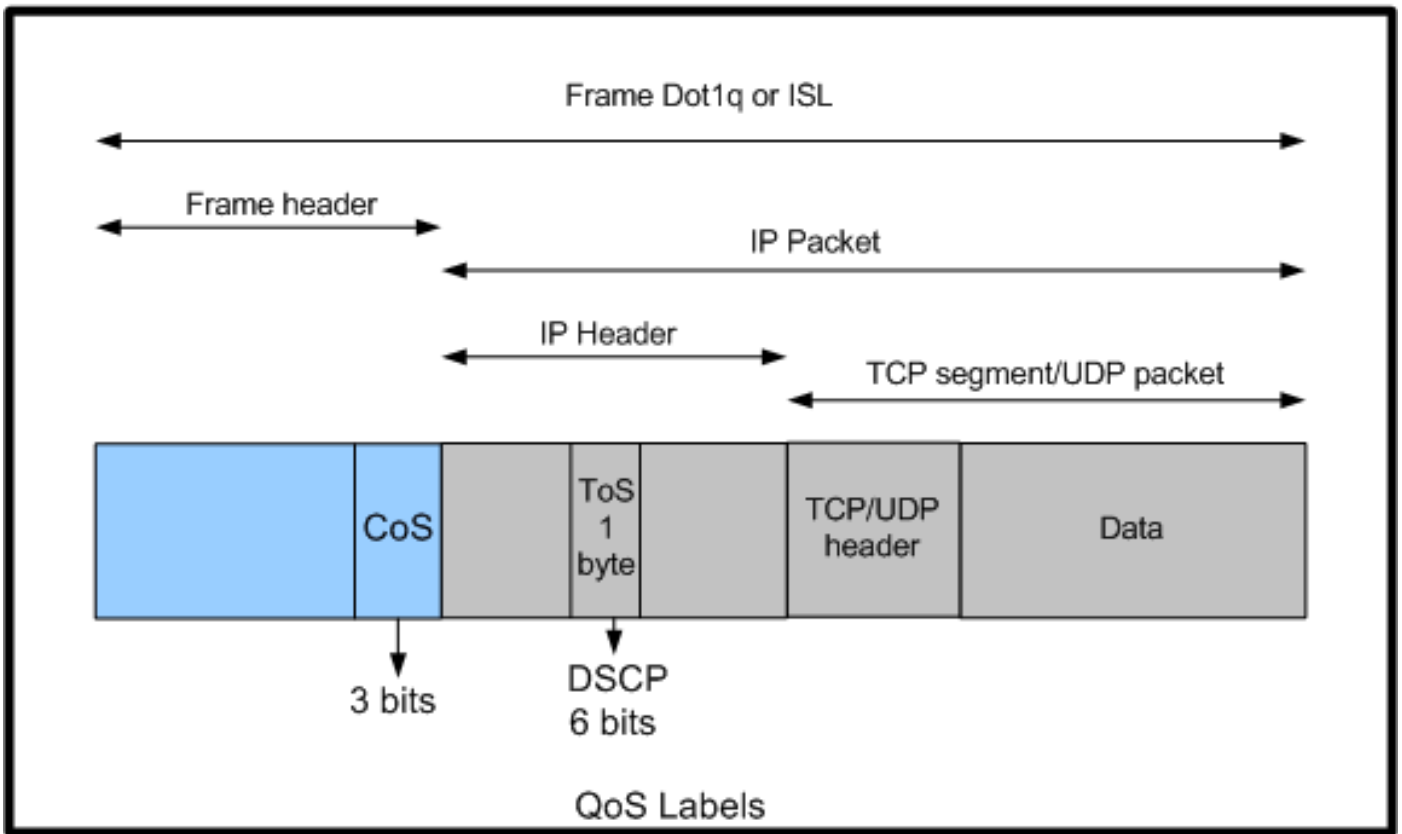 Frame Dot1q or ISL
Frame header
IP Packet
IP Header
TCP segment/UDP packet
CoS
ToS
1
byte
TCP/UDP
header
Data
3 bits
DSCP
6 bits
QoS Labels